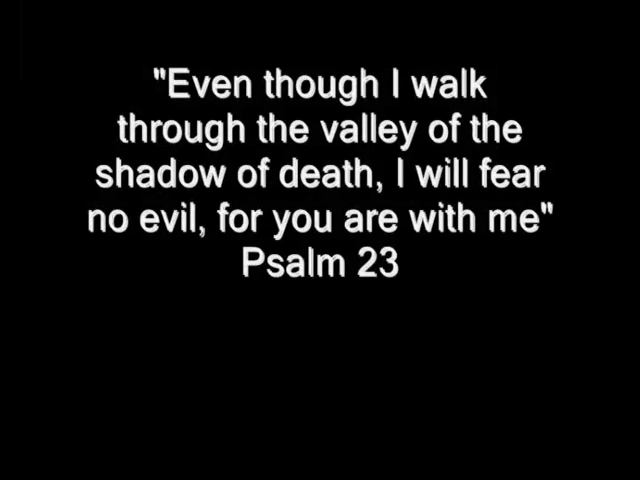 "Even though I walk
through the valley of the
shadow of death, I will fear
no evil, for you are with me"
Psalm 23